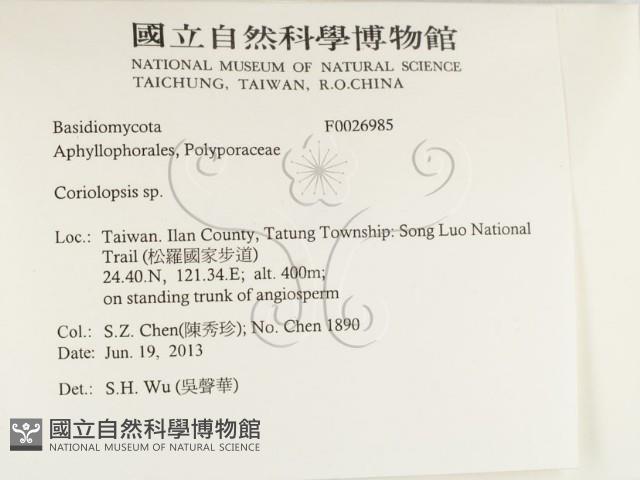 國立自然科學博物館
NATIONAL MUSEUM OF NATURAL SCIENCE
TAICHUNG, TAIWAN, R.O.CHINA
Basidiomycota F0026985
Aphyllophorales, Polyporaceae
Coriolopsis sp.
Loc.: Taiwan. Ilan County, Tatung Township: Song Luo National
Trail (松羅國家步道)
24.40.N, 121.34.E; alt. 400m;
on standing trunk of angiosperm
Col.: S.Z. Chen(陳秀珍); No. Chen 1890
Date: Jun. 19, 2013
Det.: S.H. Wu (吳聲華)
國立自然科學博物館
NATIONAL MUSEUM OF NATURAL SCIENCE